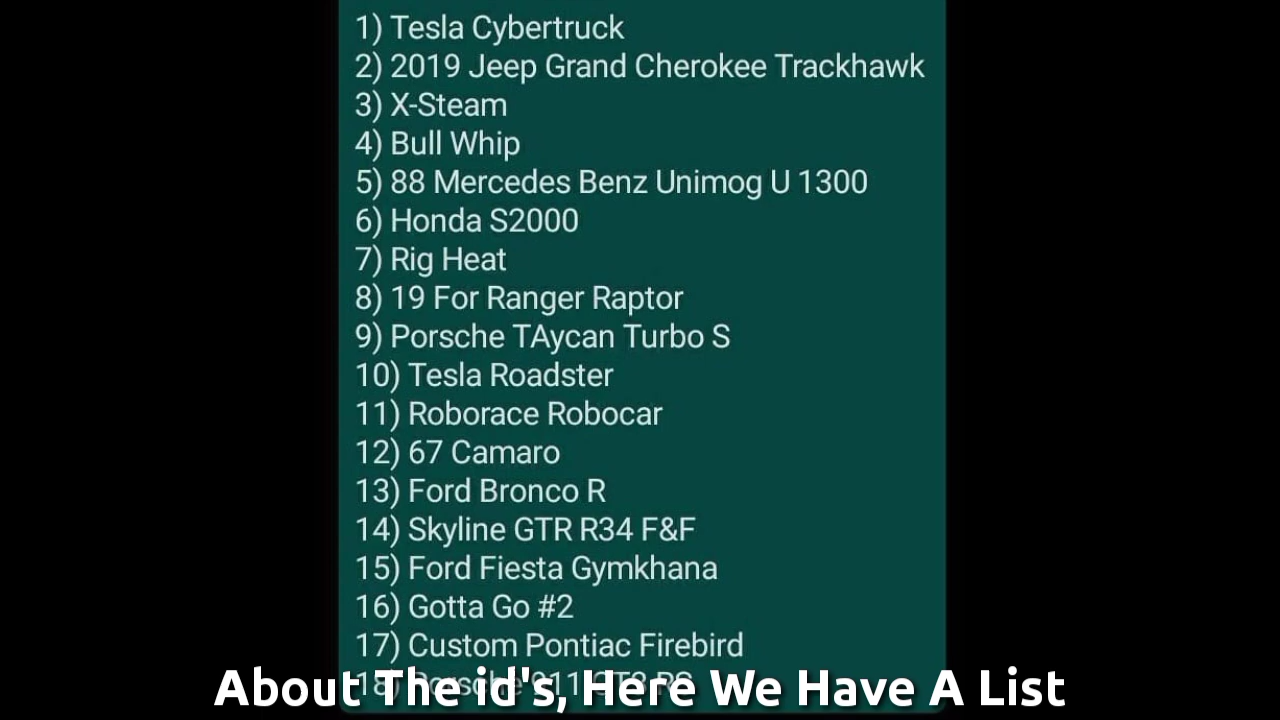 1) Tesla Cybertruck
2) 2019 Jeep Grand Cherokee Trackhawk
3) X-Steam
4) Bull Whip
5) 88 Mercedes Benz Unimog U 1300
6) Honda S2000
7) Rig Heat
8) 19 For Ranger Raptor
9) Porsche TAycan Turbo S
10) Tesla Roadster
11) Roborace Robocar
12) 67 Camaro
13) Ford Bronco R
14) Skyline GTR R34 F&F
15) Ford Fiesta Gymkhana
16) Gotta Go #2
17) Custom Pontiac Firebird
18) Porsche 911
About The id's, Here We Have A List